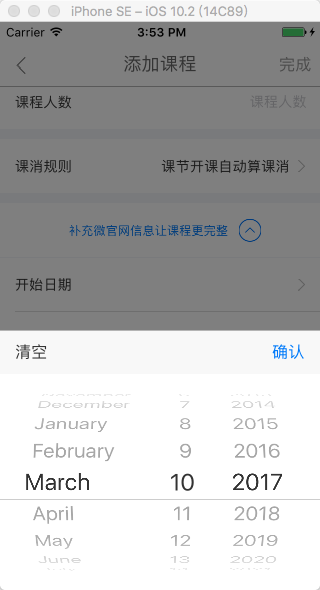 iPhone SE – iOS 10.2 (14C89)
Carrier 3:53 PM
添加课程 完成
课程人数 课程人数
课消规则 课节开课自动算课消
补充微官网信息让课程更完整
开始日期
清空 确认
December 7 2014
January 8 2015
February 9 2016
March 10 2017
April 11 2018
May 12 2019
June 13 2020